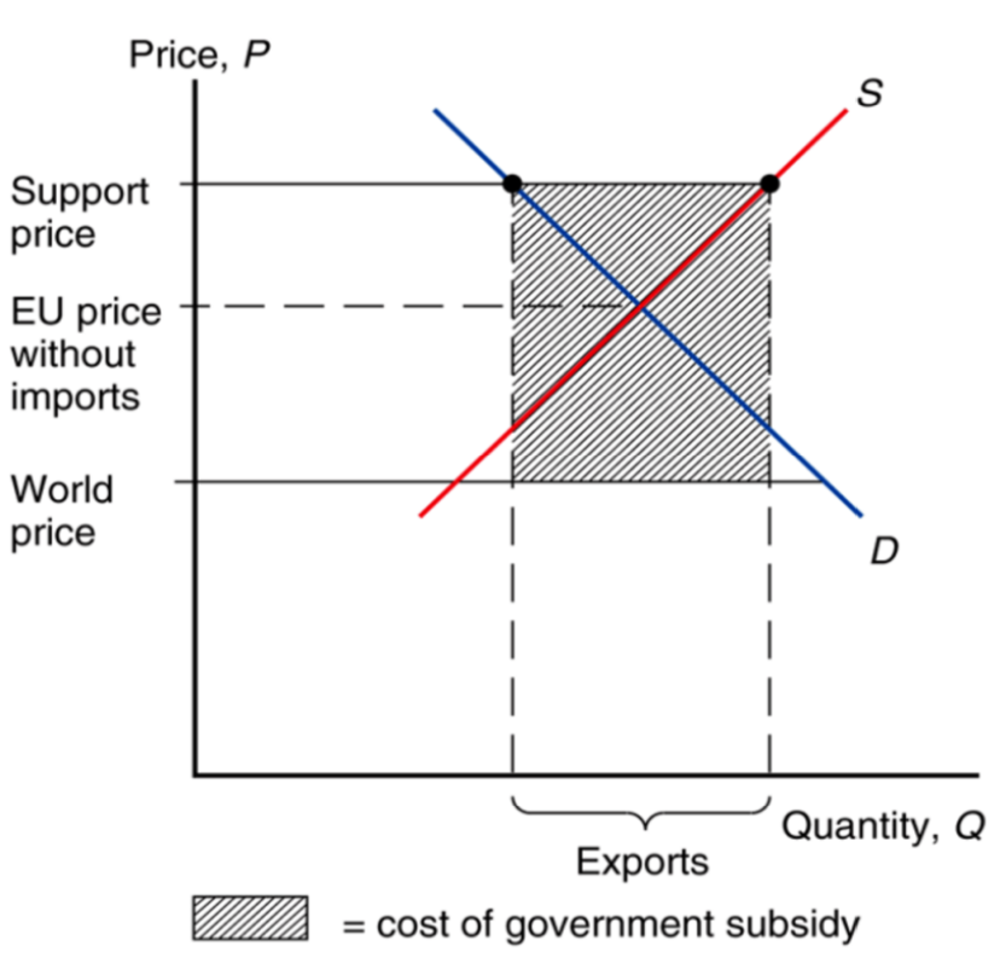 Price, P
S
Support
price
EU price
without
imports
World
price
D
Quantity, Q
Exports
= cost of government subsidy